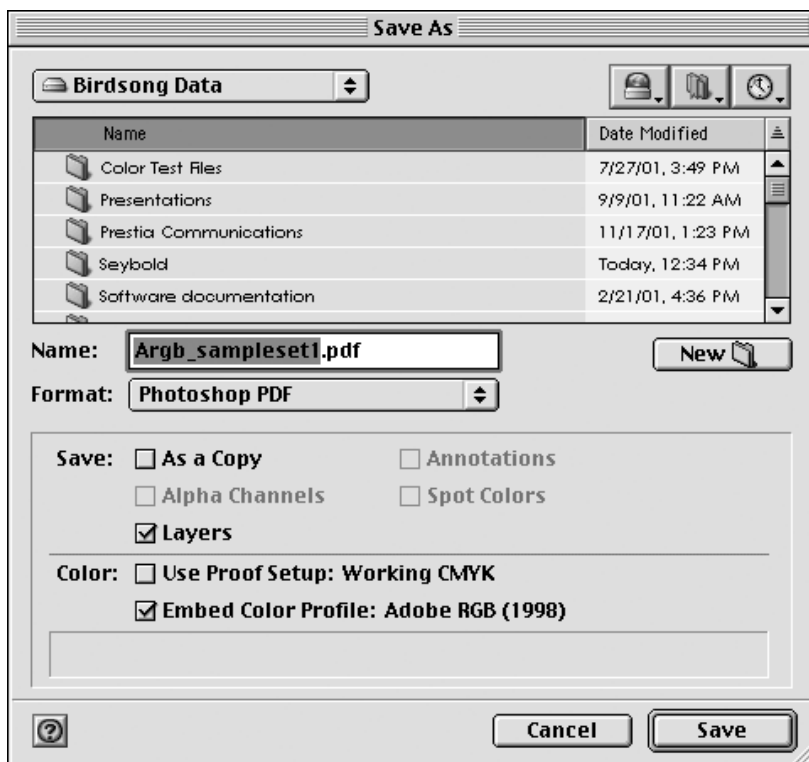 Save As
Birdsong Data
Name Date Modified
Color Test Files 7/27/01, 3:49 PM
Presentations 9/9/01, 11:22 AM
Prestia Communications 11/17/01, 1:23 PM
Seybold Today, 12:34 PM
Software documentation 2/21/01, 4:36 PM
Name: Argb_sampleset1.pdf New
Format: Photoshop PDF
Save: As a Copy Annotations
Alpha Channels Spot Colors
Layers
Color: Use Proof Setup: Working CMYK
Embed Color Profile: Adobe RGB (1998)
? Cancel Save